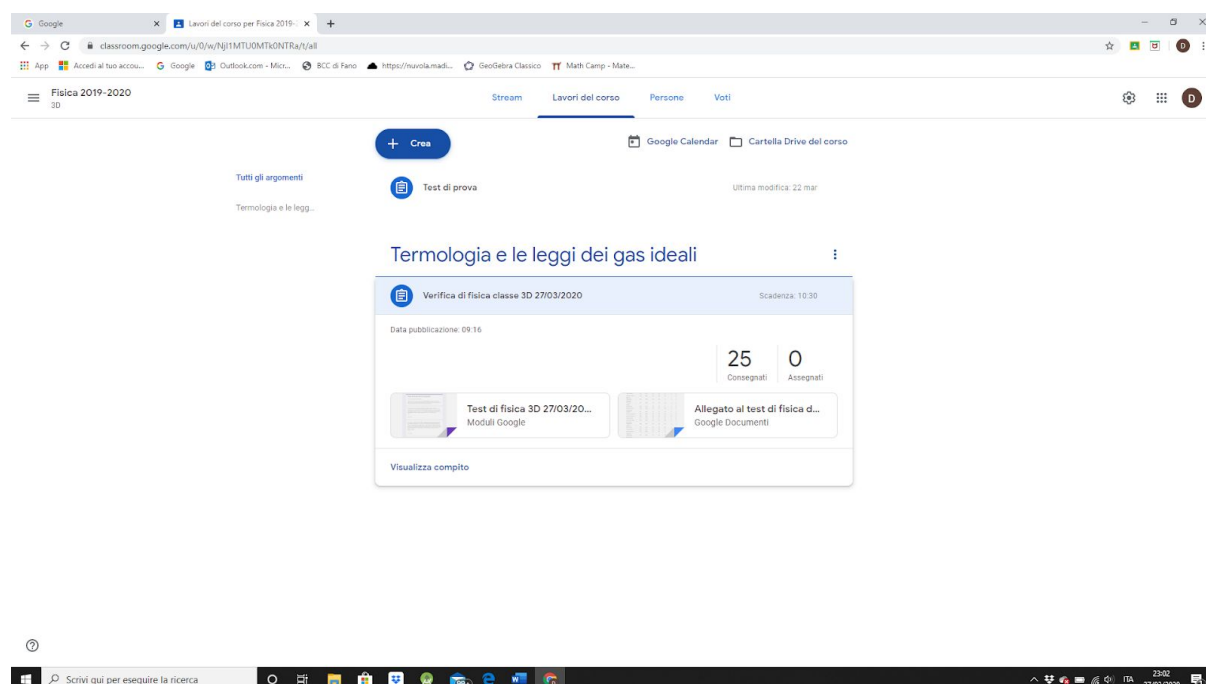 Google
Lavori del corso per Fisica 2019-
classroom.google.com/u/0/w/NjI1MTU0MTk0NTRa/t/all
App Accedi al tuo accou... Google Outlook.com - Micr... BCC di Fano https://nuvola.madi... GeoGebra Classico Math Camp - Mate...
Fisica 2019-2020
3D
Stream Lavori del corso Persone Voti
D
+ Crea
Google Calendar Cartella Drive del corso
Tutti gli argomenti
Termologia e le legg...
Test di prova Ultima modifica: 22 mar
Termologia e le leggi dei gas ideali
Verifica di fisica classe 3D 27/03/2020 Scadenza: 10:30
Data pubblicazione: 09:16
25 0
Consegnati Assegnati
Test di fisica 3D 27/03/20...
Moduli Google
Allegato al test di fisica d...
Google Documenti
Visualizza compito
Scrivi qui per eseguire la ricerca
ITA
23:02
27/03/2020